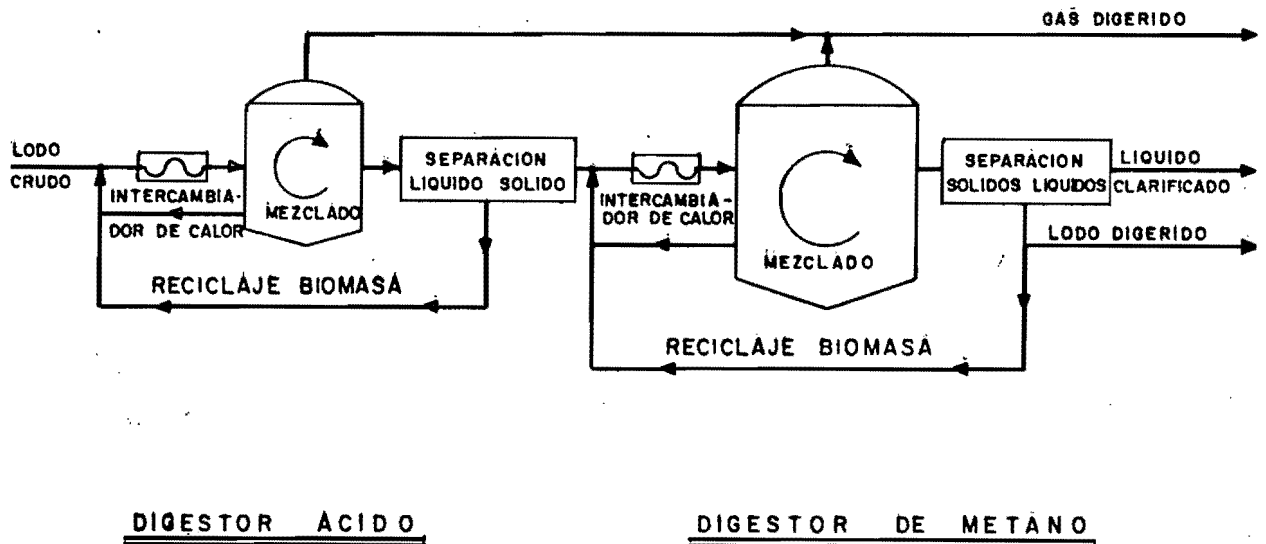 GAS DIGERIDO
LODO
CRUDO
INTERCAMBIA-
DOR DE CALOR
MEZCLADO
SEPARACION
LIQUIDO SOLIDO
RECICLAJE BIOMASA
INTERCAMBIA-
DOR DE CALOR
MEZCLADO
SEPARACION
SOLIDOS LIQUIDOS
LIQUIDO
CLARIFICADO
LODO DIGERIDO
RECICLAJE BIOMASA
DIGESTOR ACIDO
DIGESTOR DE METANO